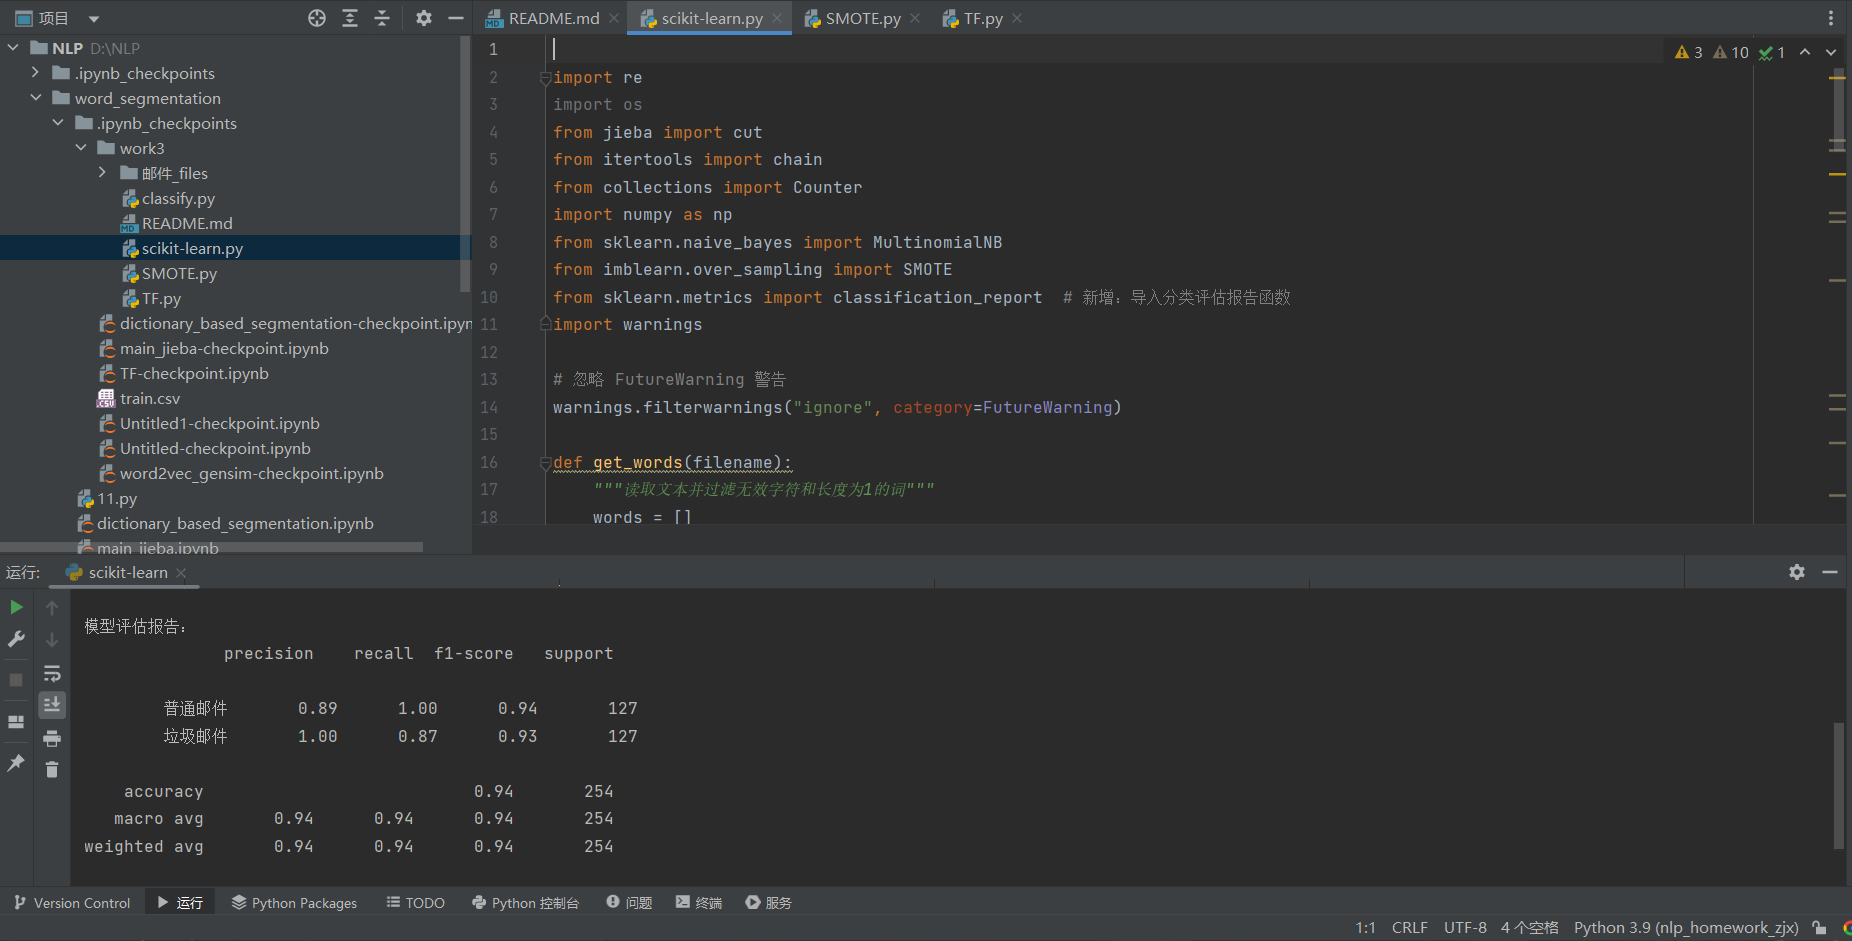 项目
README.md
scikit-learn.py
SMOTE.py
TF.py
NLP D:\NLP
.ipynb_checkpoints
word_segmentation
.ipynb_checkpoints
work3
邮件_files
classify.py
README.md
scikit-learn.py
SMOTE.py
TF.py
dictionary_based_segmentation-checkpoint.ipyn
main_jieba-checkpoint.ipynb
TF-checkpoint.ipynb
train.csv
Untitled1-checkpoint.ipynb
Untitled-checkpoint.ipynb
word2vec_gensim-checkpoint.ipynb
11.py
dictionary_based_segmentation.ipynb
main_jieba.ipynb
3 10 1
1
2 import re
3 import os
4 from jieba import cut
5 from itertools import chain
6 from collections import Counter
7 import numpy as np
8 from sklearn.naive_bayes import MultinomialNB
9 from imblearn.over_sampling import SMOTE
10 from sklearn.metrics import classification_report  # 新增：导入分类评估报告函数
11 import warnings
12
13 # 忽略 FutureWarning 警告
14 warnings.filterwarnings("ignore", category=FutureWarning)
15
16 def get_words(filename):
17 """读取文本并过滤无效字符和长度为1的词"""
18 words = []
运行: scikit-learn
模型评估报告:
precision recall f1-score support
普通邮件 0.89 1.00 0.94 127
垃圾邮件 1.00 0.87 0.93 127
accuracy 0.94 254
macro avg 0.94 0.94 0.94 254
weighted avg 0.94 0.94 0.94 254
Version Control 运行 Python Packages TODO Python 控制台 问题 终端 服务
1:1 CRLF UTF-8 4 个空格 Python 3.9 (nlp_homework_zjx)